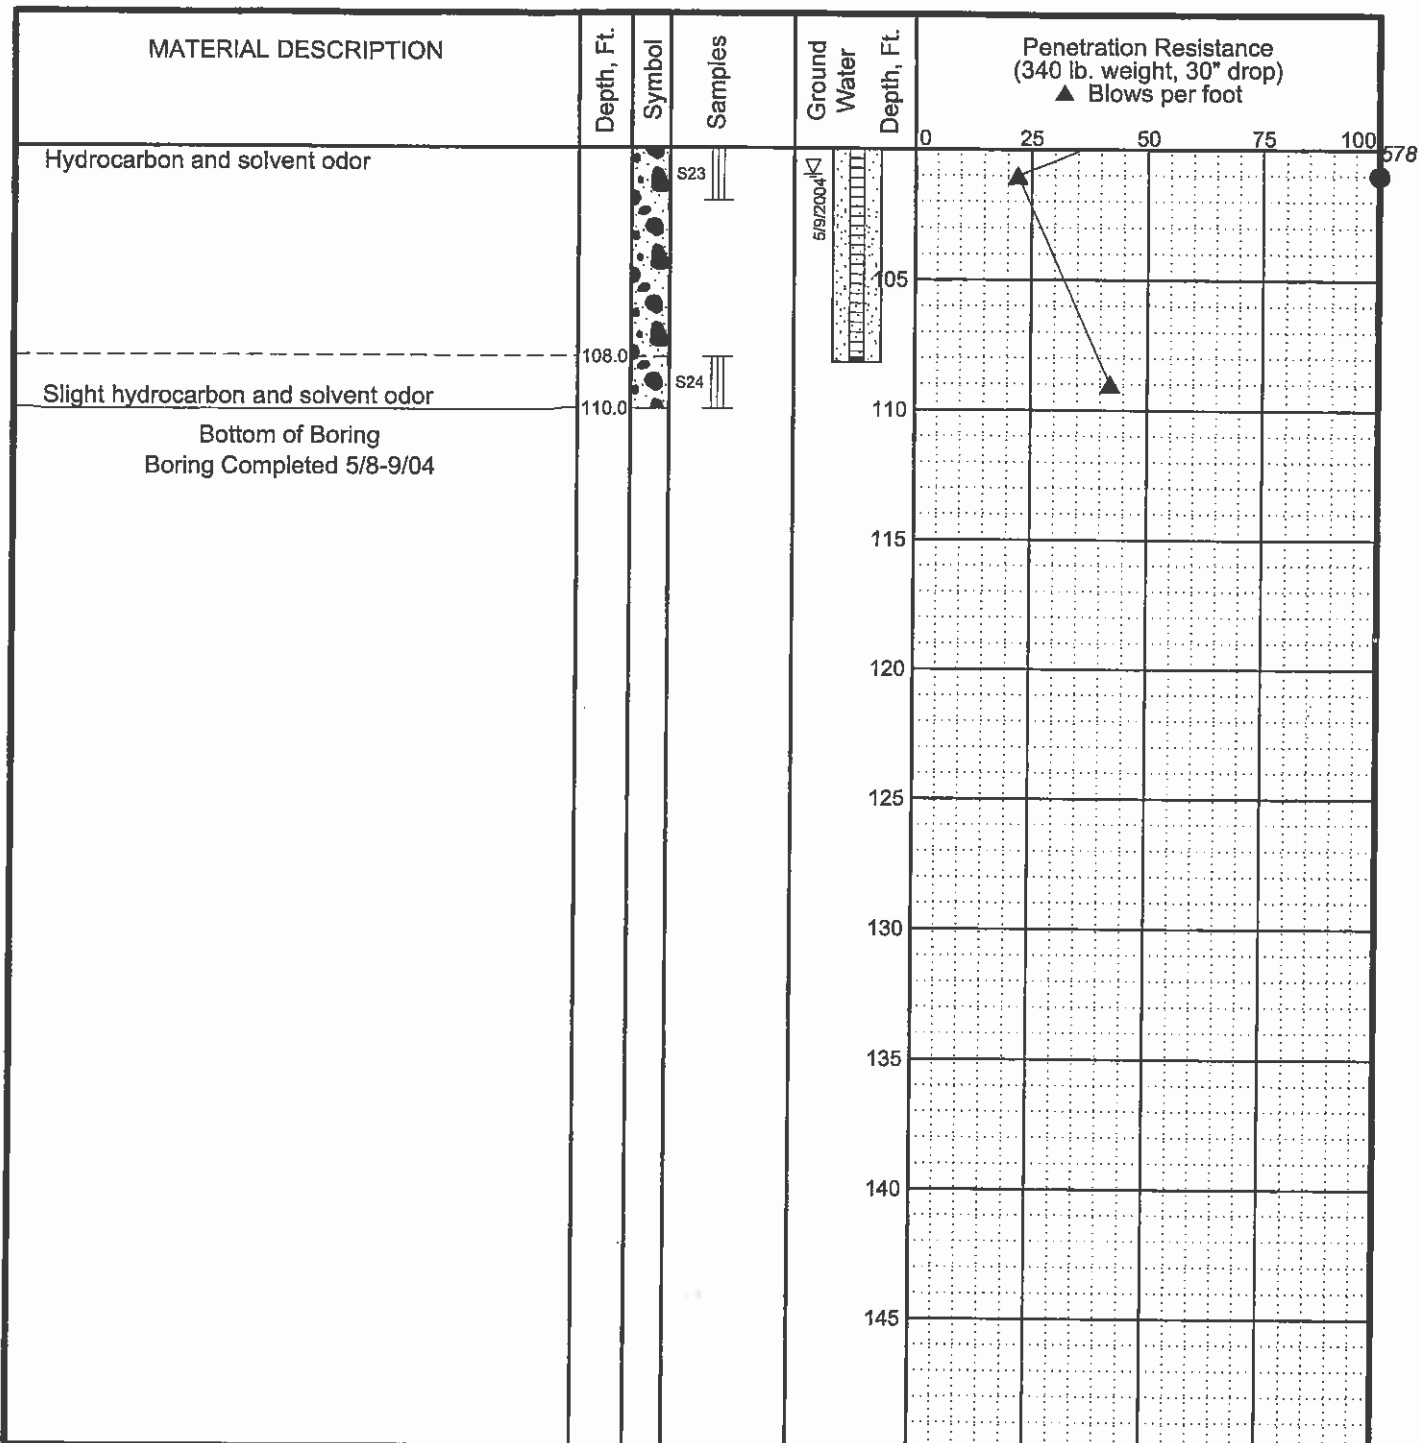 MATERIAL DESCRIPTION
Depth, Ft.
Symbol
Samples
Ground
Water
Depth, Ft.
Penetration Resistance
(340 lb. weight, 30" drop)
▲ Blows per foot
0 25 50 75 100
578
Hydrocarbon and solvent odor
S23
5/9/2004
105
108.0
S24
Slight hydrocarbon and solvent odor
110.0
110
Bottom of Boring
Boring Completed 5/8-9/04
115
120
125
130
135
140
145